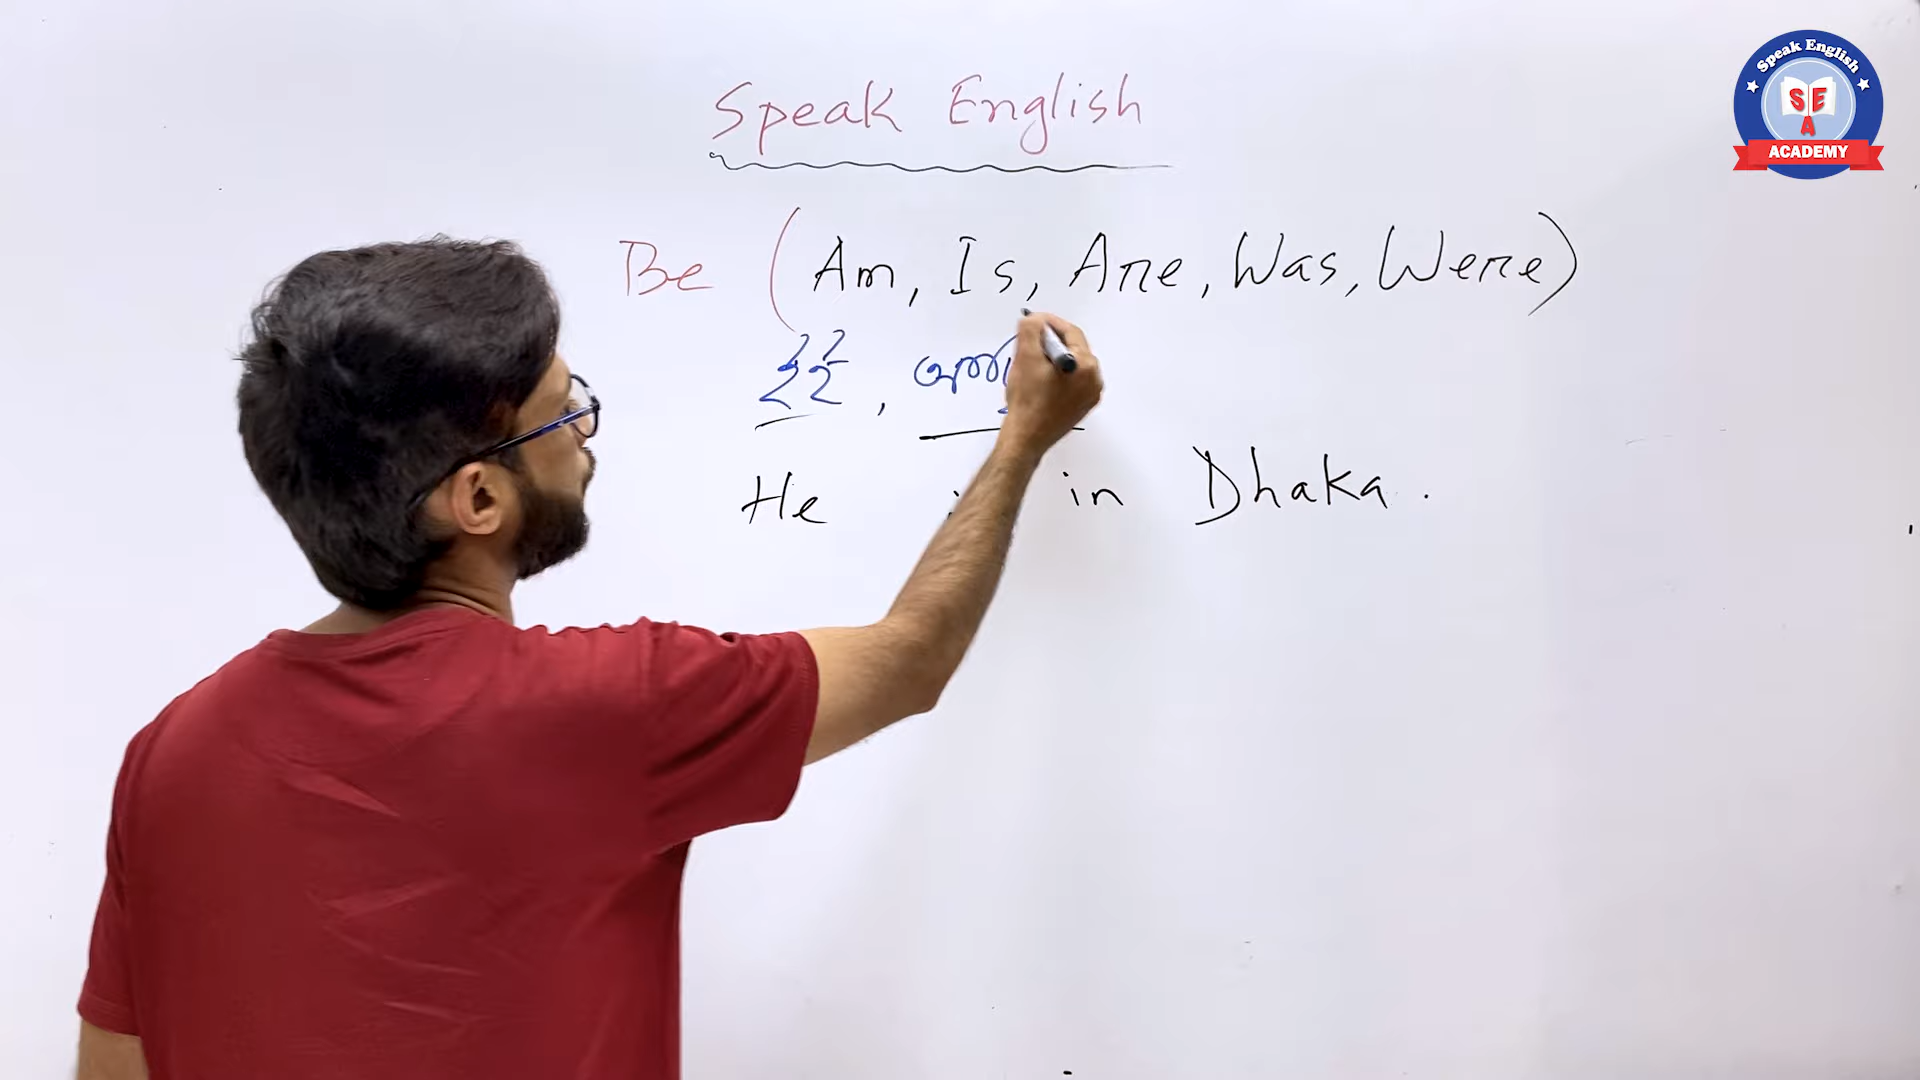 Speak English
Speak English
SE
A
ACADEMY
Be (Am, Is, Are, Was, Were)
হই,
He in Dhaka.